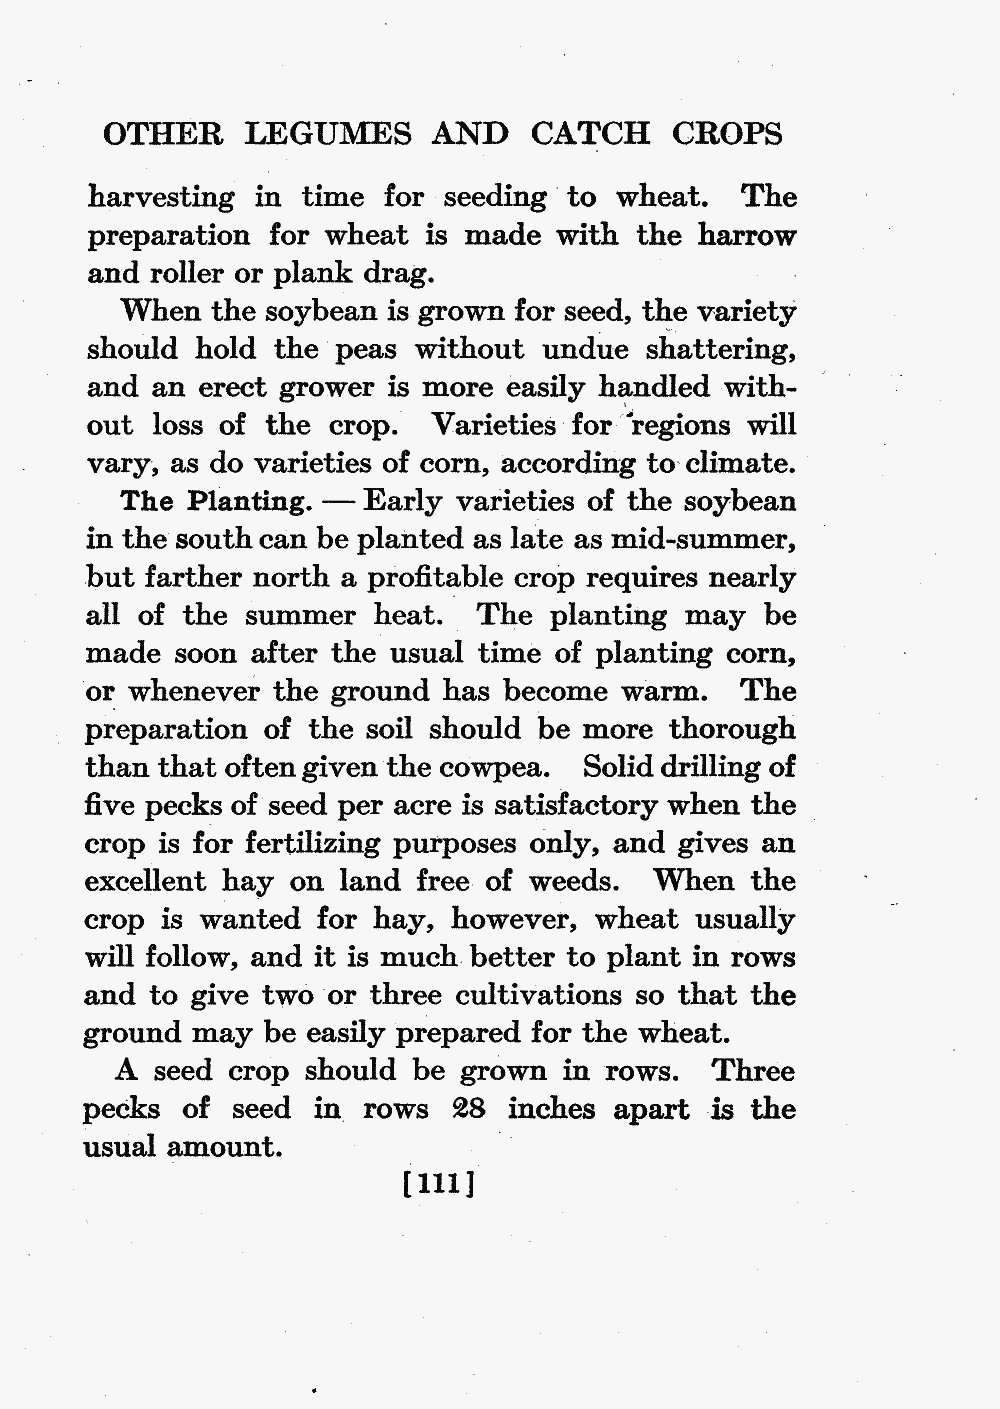 OTHER LEGUMES AND CATCH CROPS
harvesting in time for seeding to wheat. The
preparation for wheat is made with the harrow
and roller or plank drag.
When the soybean is grown for seed, the variety
should hold the peas without undue shattering,
and an erect grower is more easily handled with-
out loss of the crop. Varieties for regions will
vary, as do varieties of corn, according to climate.
The Planting. — Early varieties of the soybean
in the south can be planted as late as mid-summer,
but farther north a profitable crop requires nearly
all of the summer heat. The planting may be
made soon after the usual time of planting corn,
or whenever the ground has become warm. The
preparation of the soil should be more thorough
than that often given the cowpea. Solid drilling of
five pecks of seed per acre is satisfactory when the
crop is for fertilizing purposes only, and gives an
excellent hay on land free of weeds. When the
crop is wanted for hay, however, wheat usually
will follow, and it is much better to plant in rows
and to give two or three cultivations so that the
ground may be easily prepared for the wheat.
A seed crop should be grown in rows. Three
pecks of seed in rows 28 inches apart is the
usual amount.
[111]